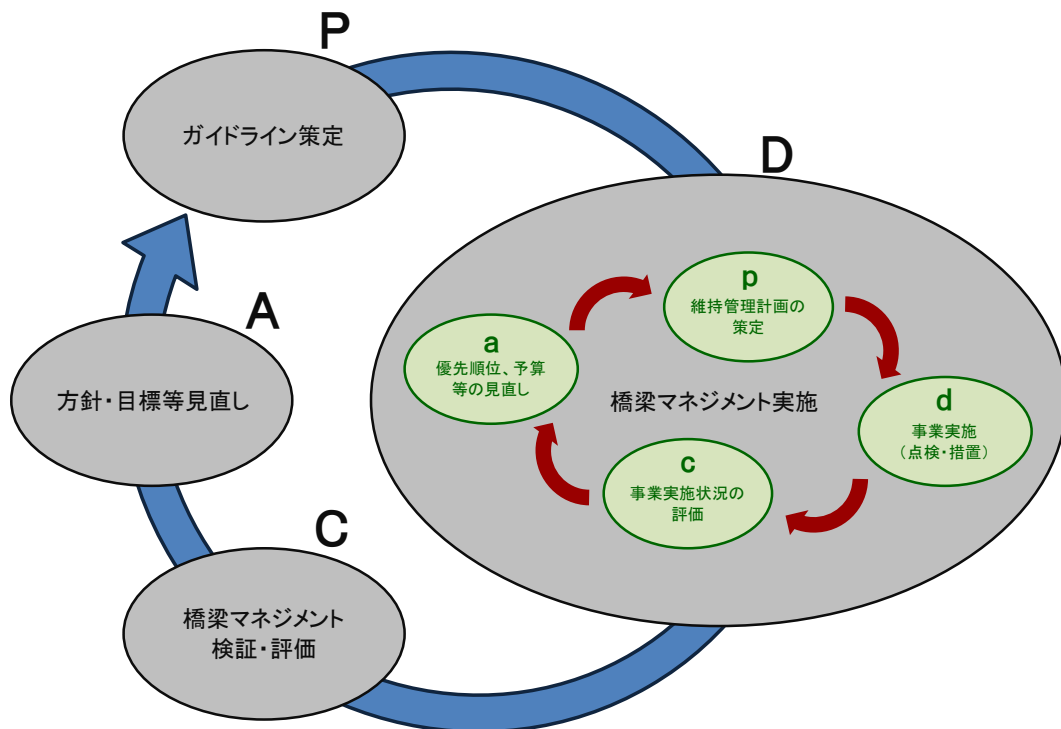 P
ガイドライン策定
D
p
維持管理計画の
策定
a
優先順位、予算
等の見直し
橋梁マネジメント実施
d
事業実施
（点検・措置）
c
事業実施状況の
評価
A
方針・目標等見直し
C
橋梁マネジメント
検証・評価